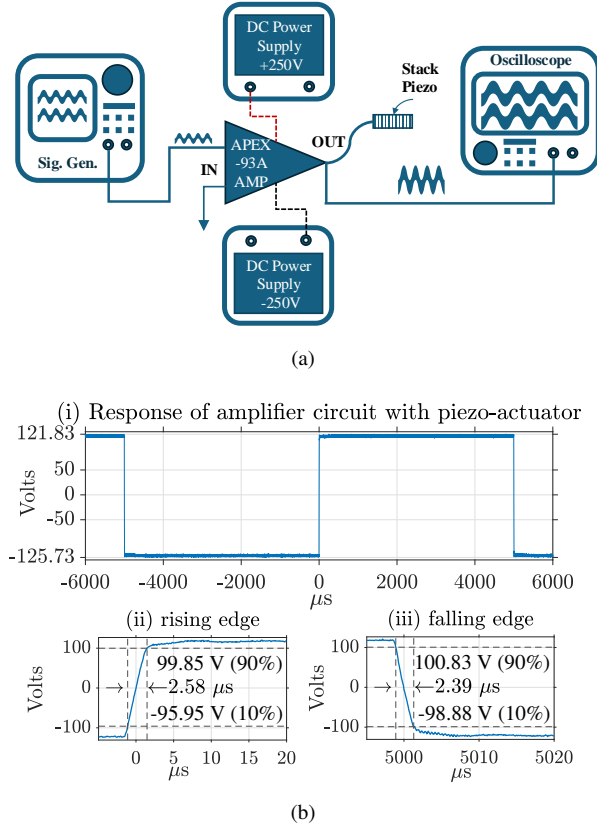 DC Power
Supply
+250V
Oscilloscope
Stack
Piezo
OUT
Sig. Gen.
IN
APEX
-93A
AMP
DC Power
Supply
-250V
(a)
(i) Response of amplifier circuit with piezo-actuator
121.83
50
0
-50
-125.73
Volts
-6000 -4000 -2000 0 2000 4000 6000
μs
(ii) rising edge
100
0
-100
Volts
99.85 V (90%)
→ ←2.58 μs
-95.95 V (10%)
0 5 10 15 20
μs
(iii) falling edge
100
0
-100
Volts
100.83 V (90%)
→ ←2.39 μs
-98.88 V (10%)
5000 5010 5020
μs
(b)